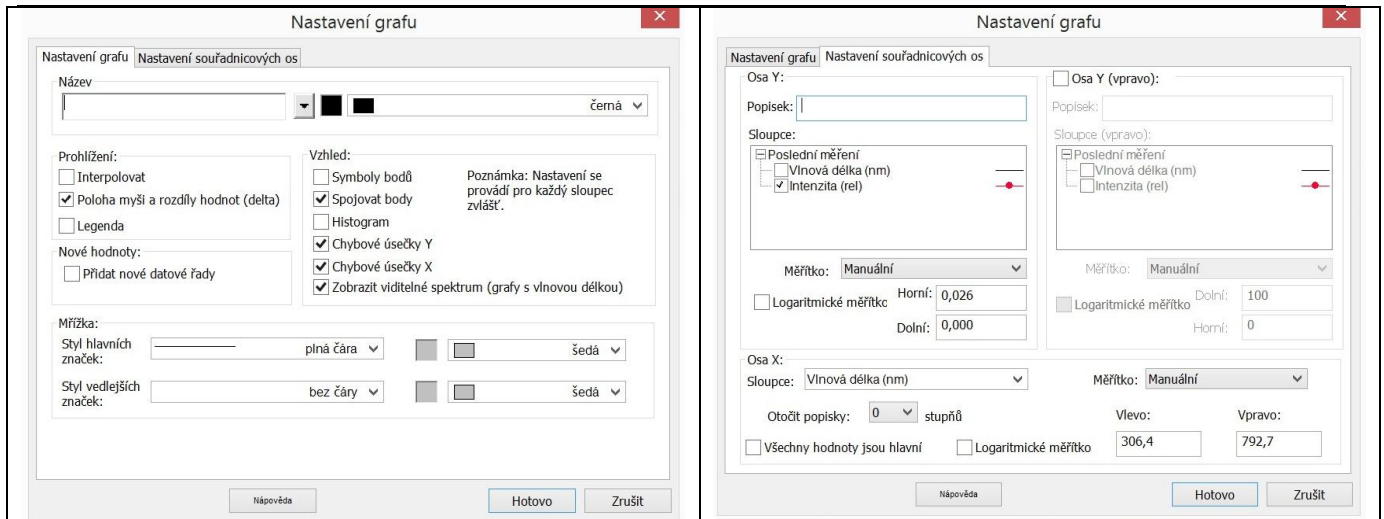 Nastavení grafu
Nastavení grafu Nastavení souřadnicových os
Název
černá
Prohlížení:
Interpolovat
Poloha myši a rozdíly hodnot (delta)
Legenda
Nové hodnoty:
Přidat nové datové řady
Vzhled:
Symboly bodů
Spojovat body
Histogram
Chybové úsečky Y
Chybové úsečky X
Zobrazit viditelné spektrum (grafy s vlnovou délkou)
Poznámka: Nastavení se
provádí pro každý sloupec
zvlášť.
Mřížka:
Styl hlavních
značek:
plná čára
šedá
Styl vedlejších
značek:
bez čáry
šedá
Nápověda
Hotovo
Zrušit
Nastavení grafu
Nastavení grafu Nastavení souřadnicových os
Osa Y:
Popisek:
Sloupce:
Poslední měření
Vlnová délka (nm)
Intenzita (rel)
Měřítko: Manuální
Logaritmické měřítko
Horní: 0,026
Dolní: 0,000
Osa Y (vpravo):
Popisek:
Sloupce (vpravo):
Poslední měření
Vlnová délka (nm)
Intenzita (rel)
Měřítko: Manuální
Logaritmické měřítko
Dolní: 100
Horní: 0
Osa X:
Sloupce: Vlnová délka (nm)
Měřítko: Manuální
Otočit popisky: 0 stupňů
Vlevo: Vpravo:
Všechny hodnoty jsou hlavní
Logaritmické měřítko
306,4 792,7
Nápověda
Hotovo
Zrušit